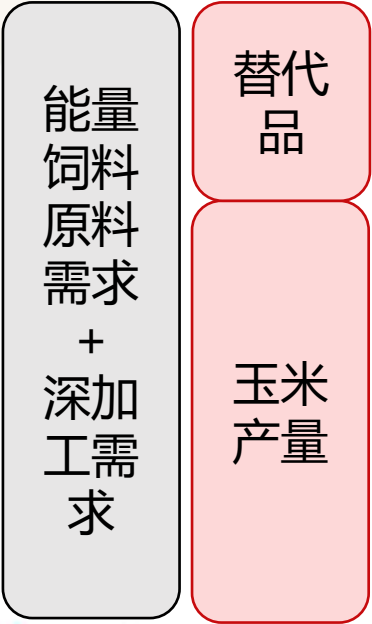 能量
饲料
原料
需求
+
深加
工需
求
替代
品
玉米
产量